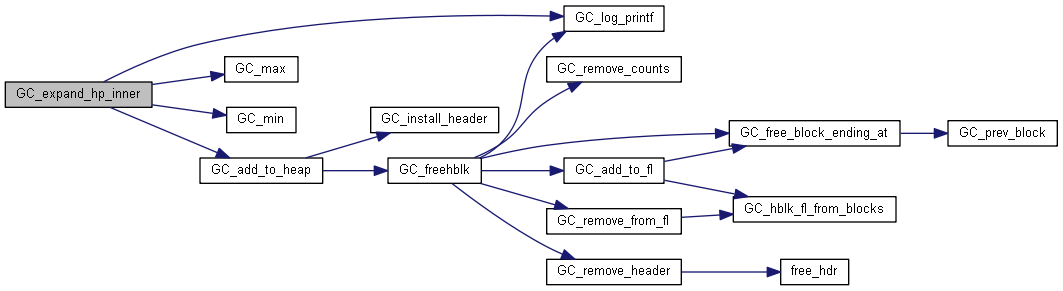 GC_expand_hp_inner
GC_log_printf
GC_max
GC_min
GC_add_to_heap
GC_install_header
GC_freehblk
GC_remove_counts
GC_free_block_ending_at
GC_prev_block
GC_add_to_fl
GC_hblk_fl_from_blocks
GC_remove_from_fl
GC_remove_header
free_hdr